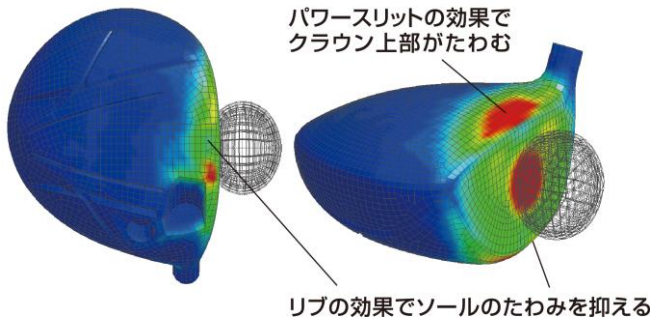 パワースリットの効果で
クラウン上部がたわむ
リブの効果でソールのたわみを抑える